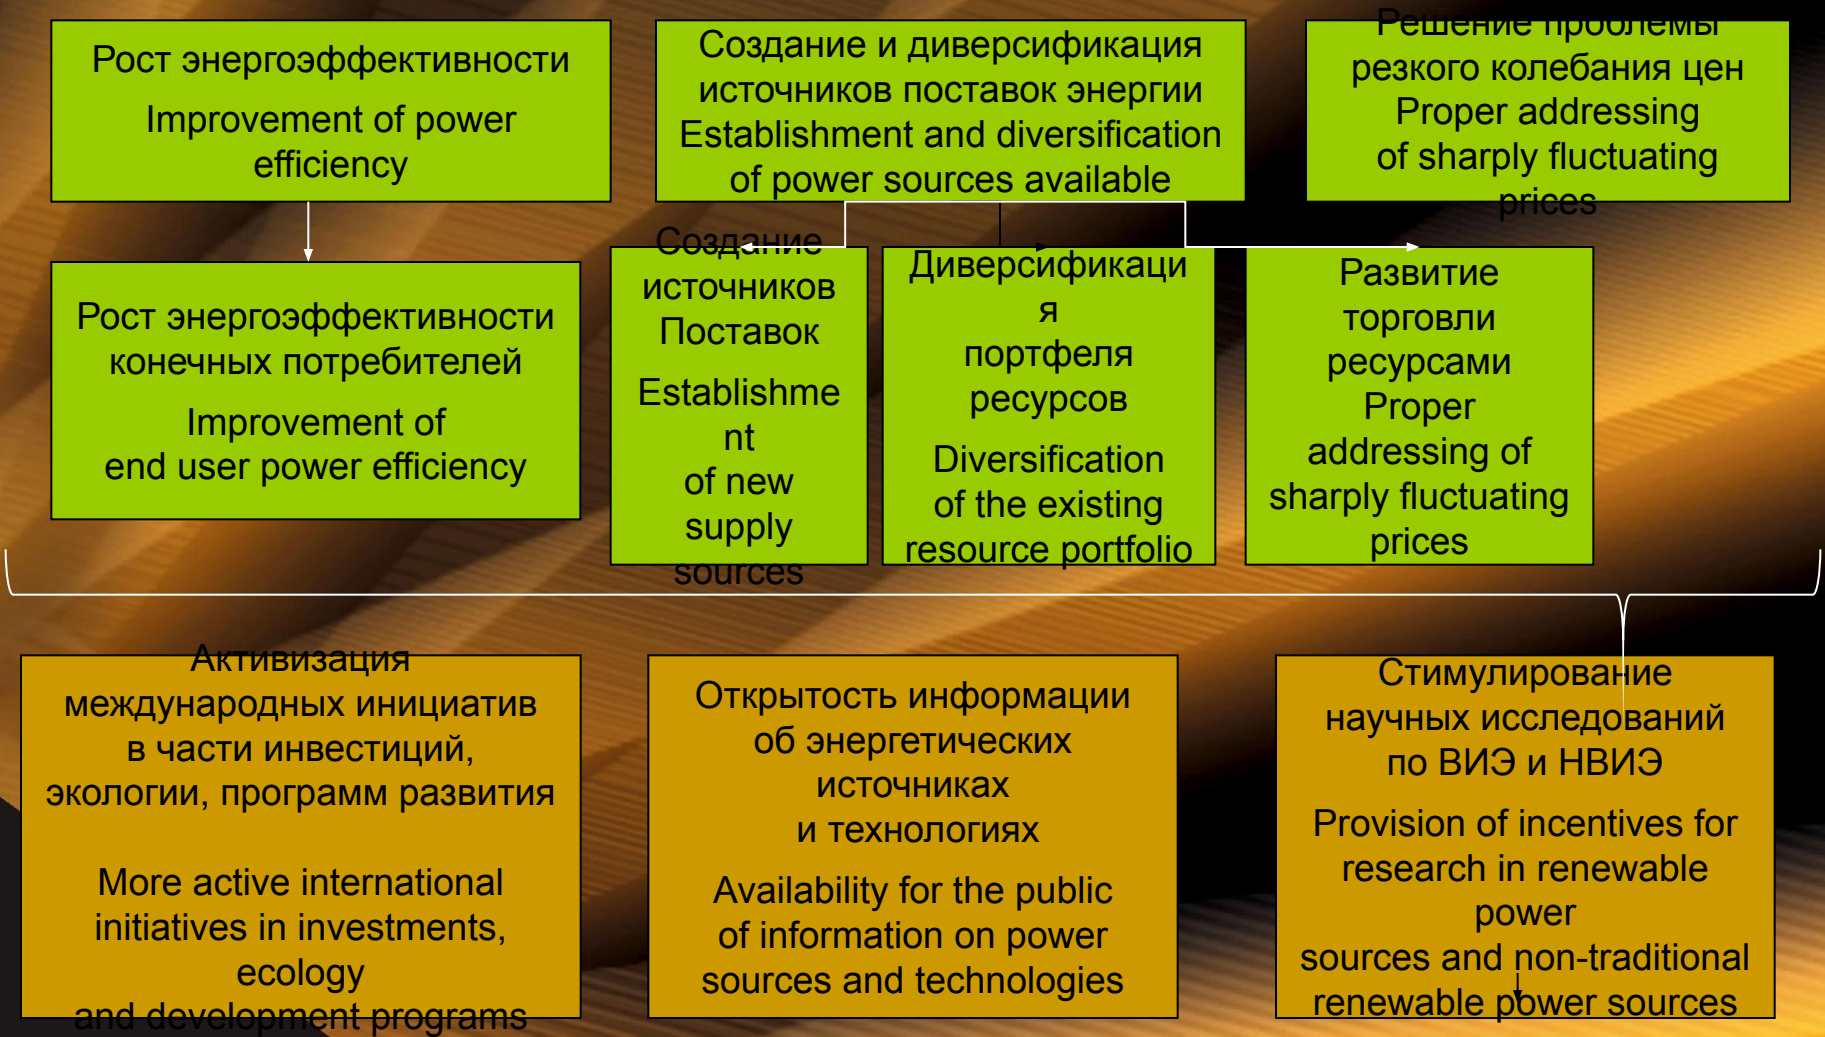 Рост энергоэффективности
Improvement of power
efficiency
Создание и диверсификация
источников поставок энергии
Establishment and diversification
of power sources available
Решение проблемы
резкого колебания цен
Proper addressing
of sharply fluctuating
prices
Рост энергоэффективности
конечных потребителей
Improvement of
end user power efficiency
Создание
источников
Поставок
Establishme
nt
of new
supply
sources
Диверсификаци
я
портфеля
ресурсов
Diversification
of the existing
resource portfolio
Развитие
торговли
ресурсами
Proper
addressing of
sharply fluctuating
prices
Активизация
международных инициатив
в части инвестиций,
экологии, программ развития
More active international
initiatives in investments,
ecology
and development programs
Открытость информации
об энергетических
источниках
и технологиях
Availability for the public
of information on power
sources and technologies
Стимулирование
научных исследований
по ВИЭ и НВИЭ
Provision of incentives for
research in renewable
power
sources and non-traditional
renewable power sources